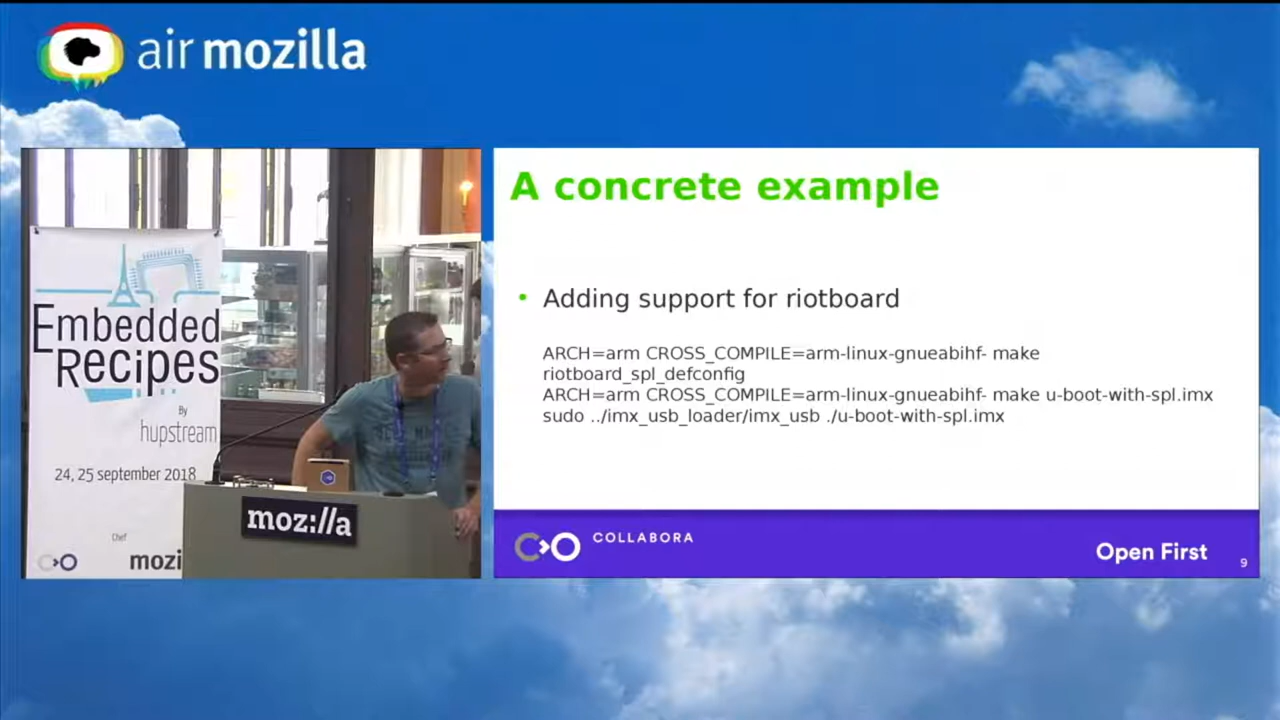 air mozilla
Embedded
Recipes
By
hupstream
24, 25 september 2018
Chef
mozi
moz://a
A concrete example
• Adding support for riotboard
ARCH=arm CROSS_COMPILE=arm-linux-gnueabihf- make
riotboard_spl_defconfig
ARCH=arm CROSS_COMPILE=arm-linux-gnueabihf- make u-boot-with-spl.imx
sudo ../imx_usb_loader/imx_usb ./u-boot-with-spl.imx
COLLABORA
Open First
9